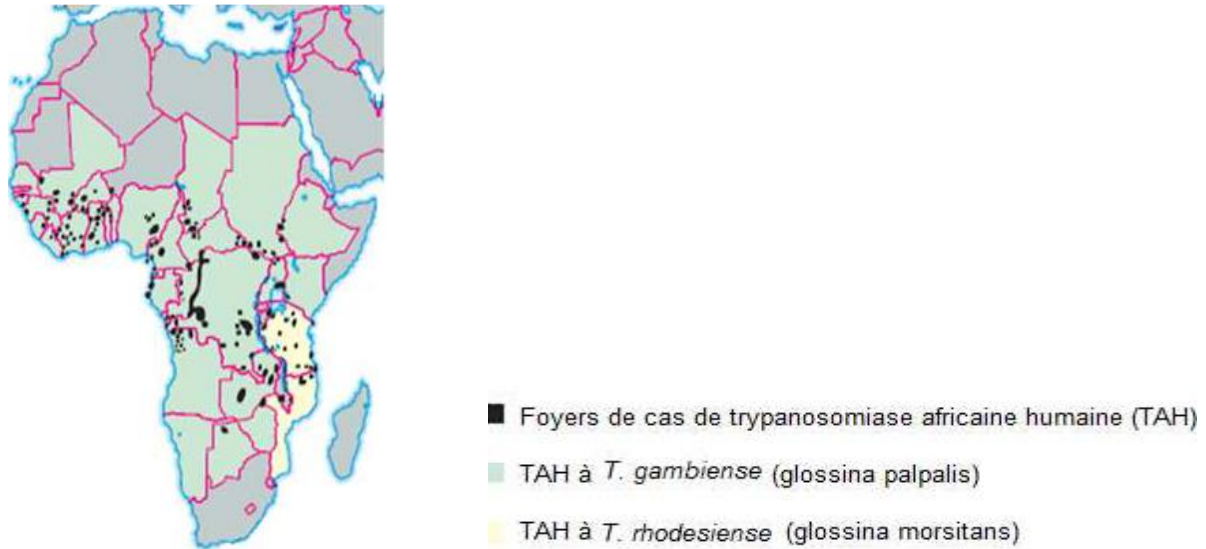 Foyers de cas de trypanosomiase africaine humaine (TAH)
TAH à T. gambiense (glossina palpalis)
TAH à T. rhodesiense (glossina morsitans)